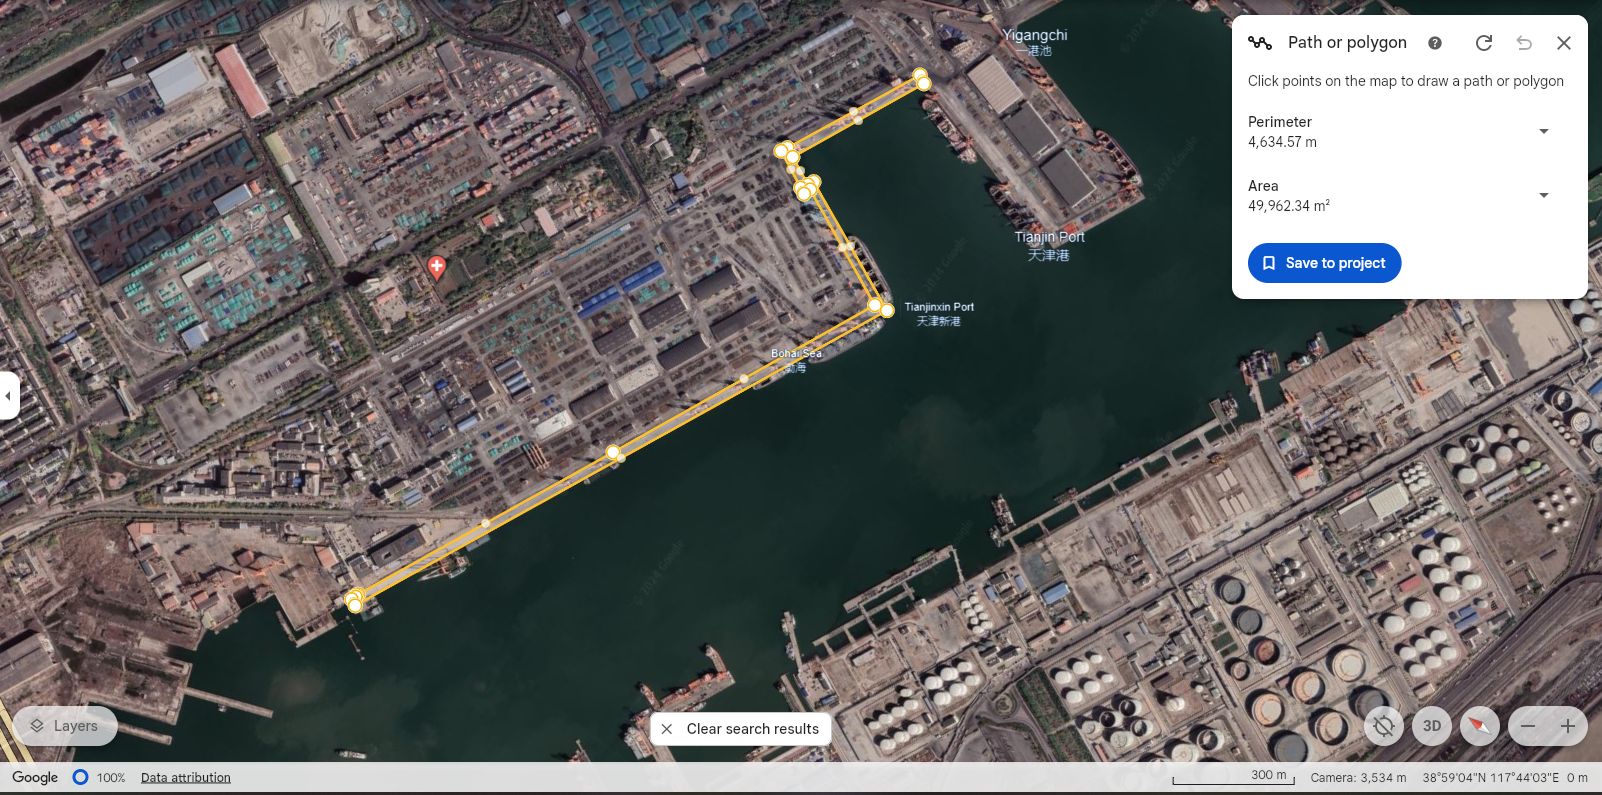 Yigangchi
一港池
Tianjin Port
天津港
Tianjinxin Port
天津新港
Bohai Sea
渤海
Path or polygon
Click points on the map to draw a path or polygon
Perimeter
4,634.57 m
Area
49,962.34 m²
Save to project
Layers
Clear search results
3D
Google
100%
Data attribution
300 m
Camera: 3,534 m
38°59'04"N 117°44'03"E
0 m